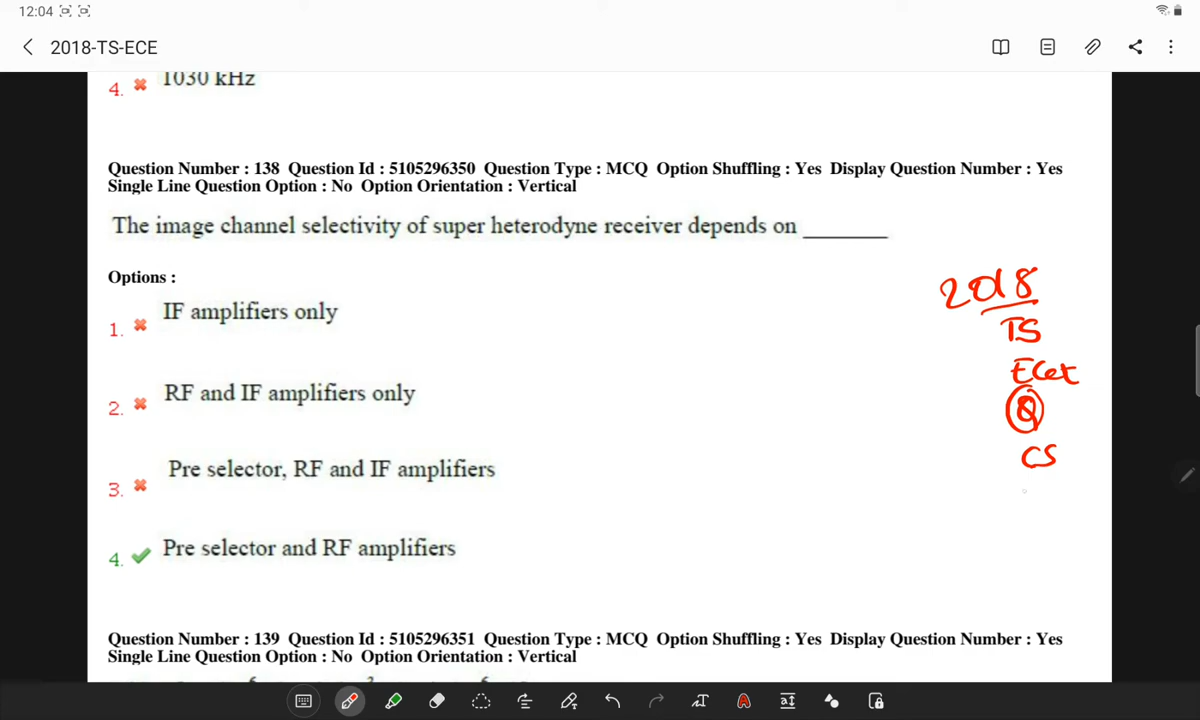 12:04
2018-TS-ECE
4. 1030 kHz
Question Number : 138 Question Id : 5105296350 Question Type : MCQ Option Shuffling : Yes Display Question Number : Yes
Single Line Question Option : No Option Orientation : Vertical
The image channel selectivity of super heterodyne receiver depends on ________
Options :
1. IF amplifiers only
2. RF and IF amplifiers only
3. Pre selector, RF and IF amplifiers
4. Pre selector and RF amplifiers
2018
TS
ECet
Q
CS
Question Number : 139 Question Id : 5105296351 Question Type : MCQ Option Shuffling : Yes Display Question Number : Yes
Single Line Question Option : No Option Orientation : Vertical